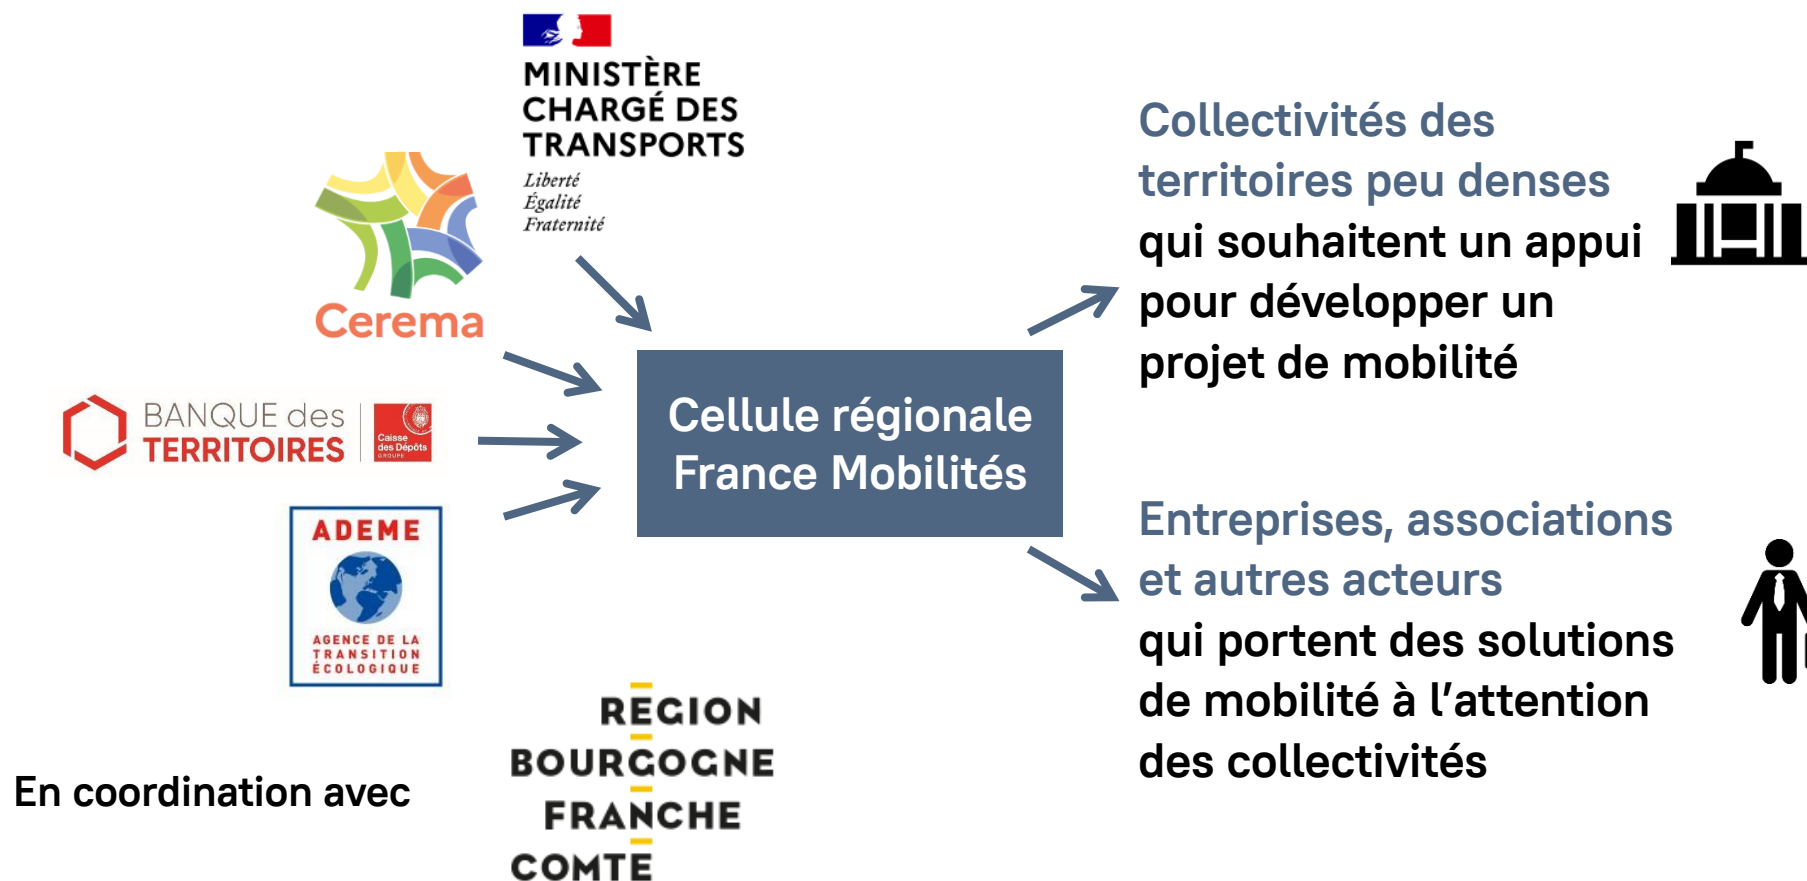 MINISTÈRE
CHARGÉ DES
TRANSPORTS
Liberté
Égalité
Fraternité
Cerema
BANQUE des
TERRITOIRES
Caisse
des Dépôts
GROUPE
ADEME
AGENCE DE LA
TRANSITION
ÉCOLOGIQUE
En coordination avec
REGION
BOURGOGNE
FRANCHE
COMTE
Cellule régionale
France Mobilités
Collectivités des
territoires peu denses
qui souhaitent un appui
pour développer un
projet de mobilité
Entreprises, associations
et autres acteurs
qui portent des solutions
de mobilité à l’attention
des collectivités